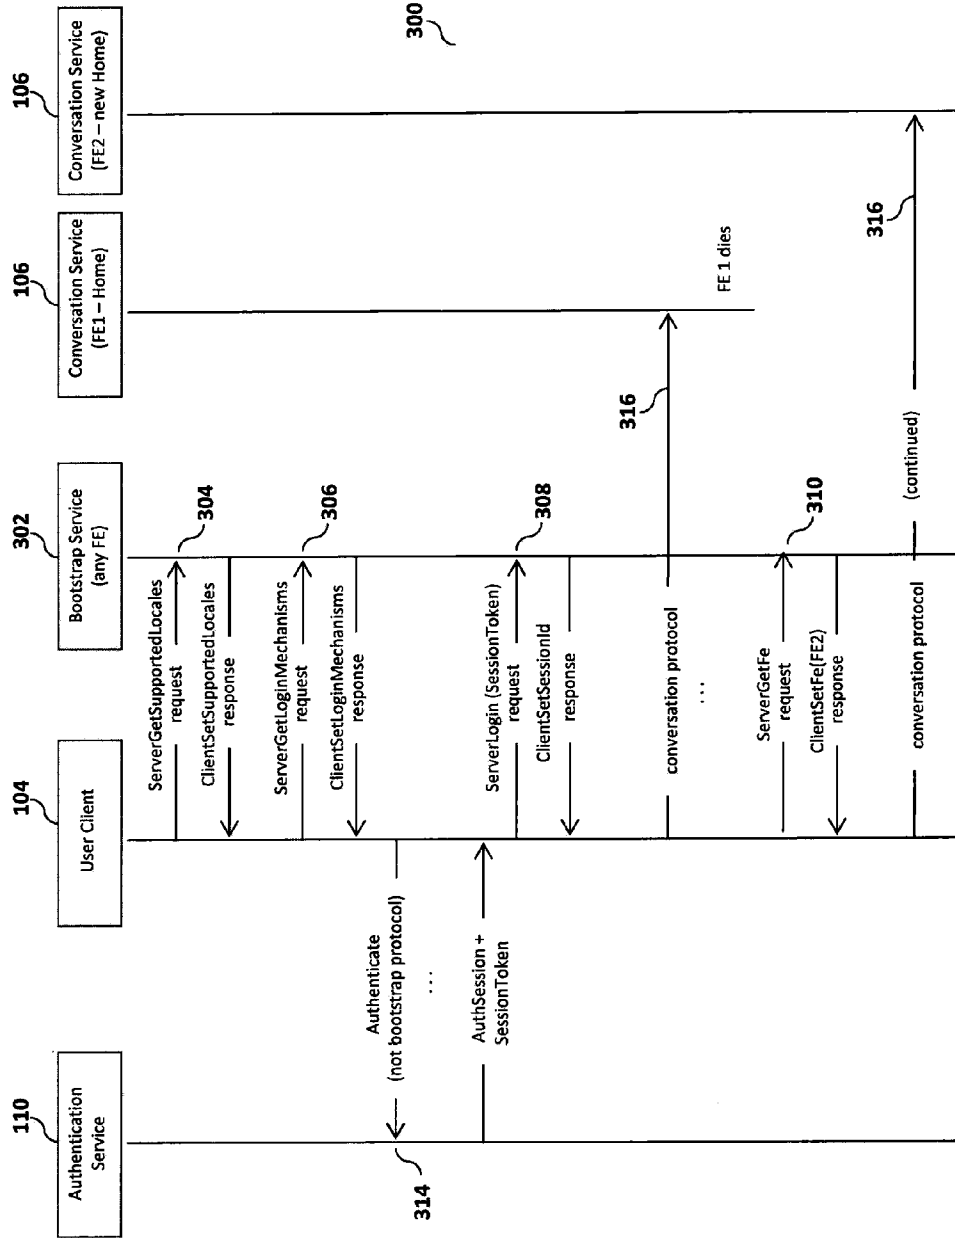 300
110
Authentication
Service
104
User Client
302
Bootstrap Service
(any FE)
106
Conversation Service
(FE1 – Home)
106
Conversation Service
(FE2 – new Home)
ServerGetSupportedLocales
request
304
ClientSetSupportedLocales
response
ServerGetLoginMechanisms
request
306
ClientSetLoginMechanisms
response
Authenticate
(not bootstrap protocol)
314
...
AuthSession +
SessionToken
ServerLogin (SessionToken)
request
308
ClientSetSessionId
response
conversation protocol
316
...
FE 1 dies
ServerGetFe
request
310
ClientSetFe(FE2)
response
conversation protocol
(continued)
316